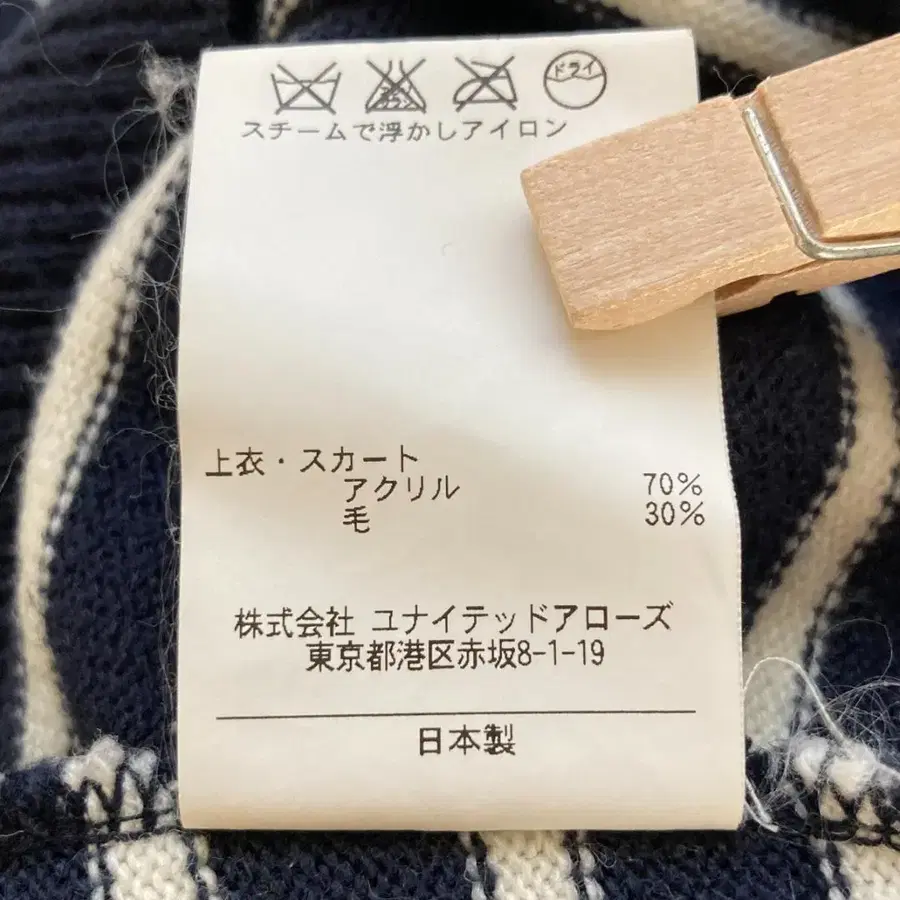 ドライ
スチームで浮かしアイロン
上衣・スカート
アクリル 70%
毛 30%
株式会社 ユナイテッドアローズ
東京都港区赤坂8-1-19
日本製